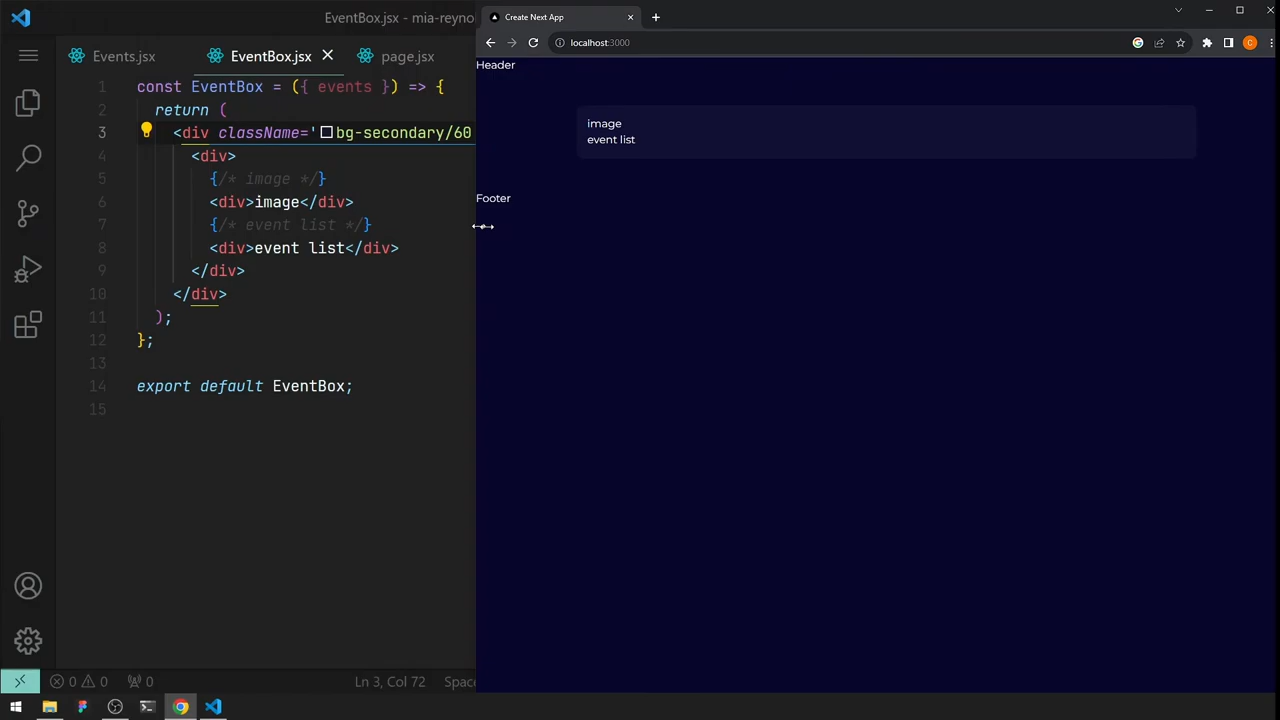 EventBox.jsx - mia-reyno
Create Next App
localhost:3000
Events.jsx
EventBox.jsx
page.jsx
1 const EventBox = ({ events }) => {
2 return (
3 <div className='bg-secondary/60
4 <div>
5 {/* image */}
6 <div>image</div>
7 {/* event list */}
8 <div>event list</div>
9 </div>
10 </div>
11 );
12 };
13
14 export default EventBox;
15
Header
image
event list
Footer
0 0 0
Ln 3, Col 72
Space
C
G